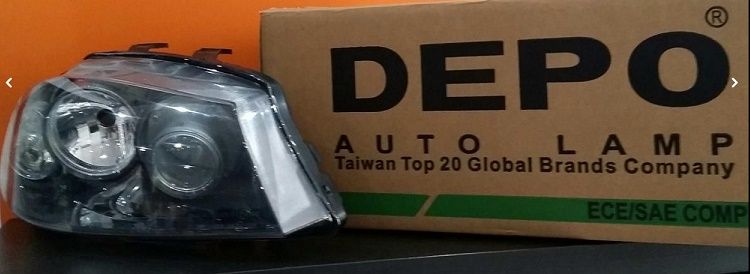 DEPO®
AUTO LAMP
Taiwan Top 20 Global Brands Company
ECE/SAE COMP